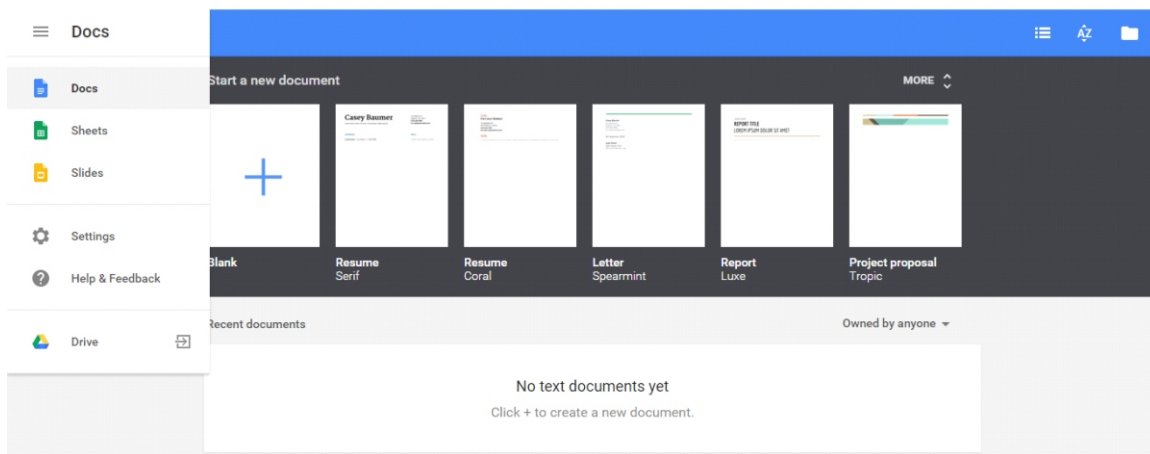 Docs
Docs
Sheets
Slides
Settings
Help & Feedback
Drive
AZ
Start a new document
MORE
Casey Baumer
REPORT TITLE
LOREM IPSUM DOLOR SIT AMET
Blank
Resume
Serif
Resume
Coral
Letter
Spearmint
Report
Luxe
Project proposal
Tropic
Recent documents
Owned by anyone
No text documents yet
Click + to create a new document.